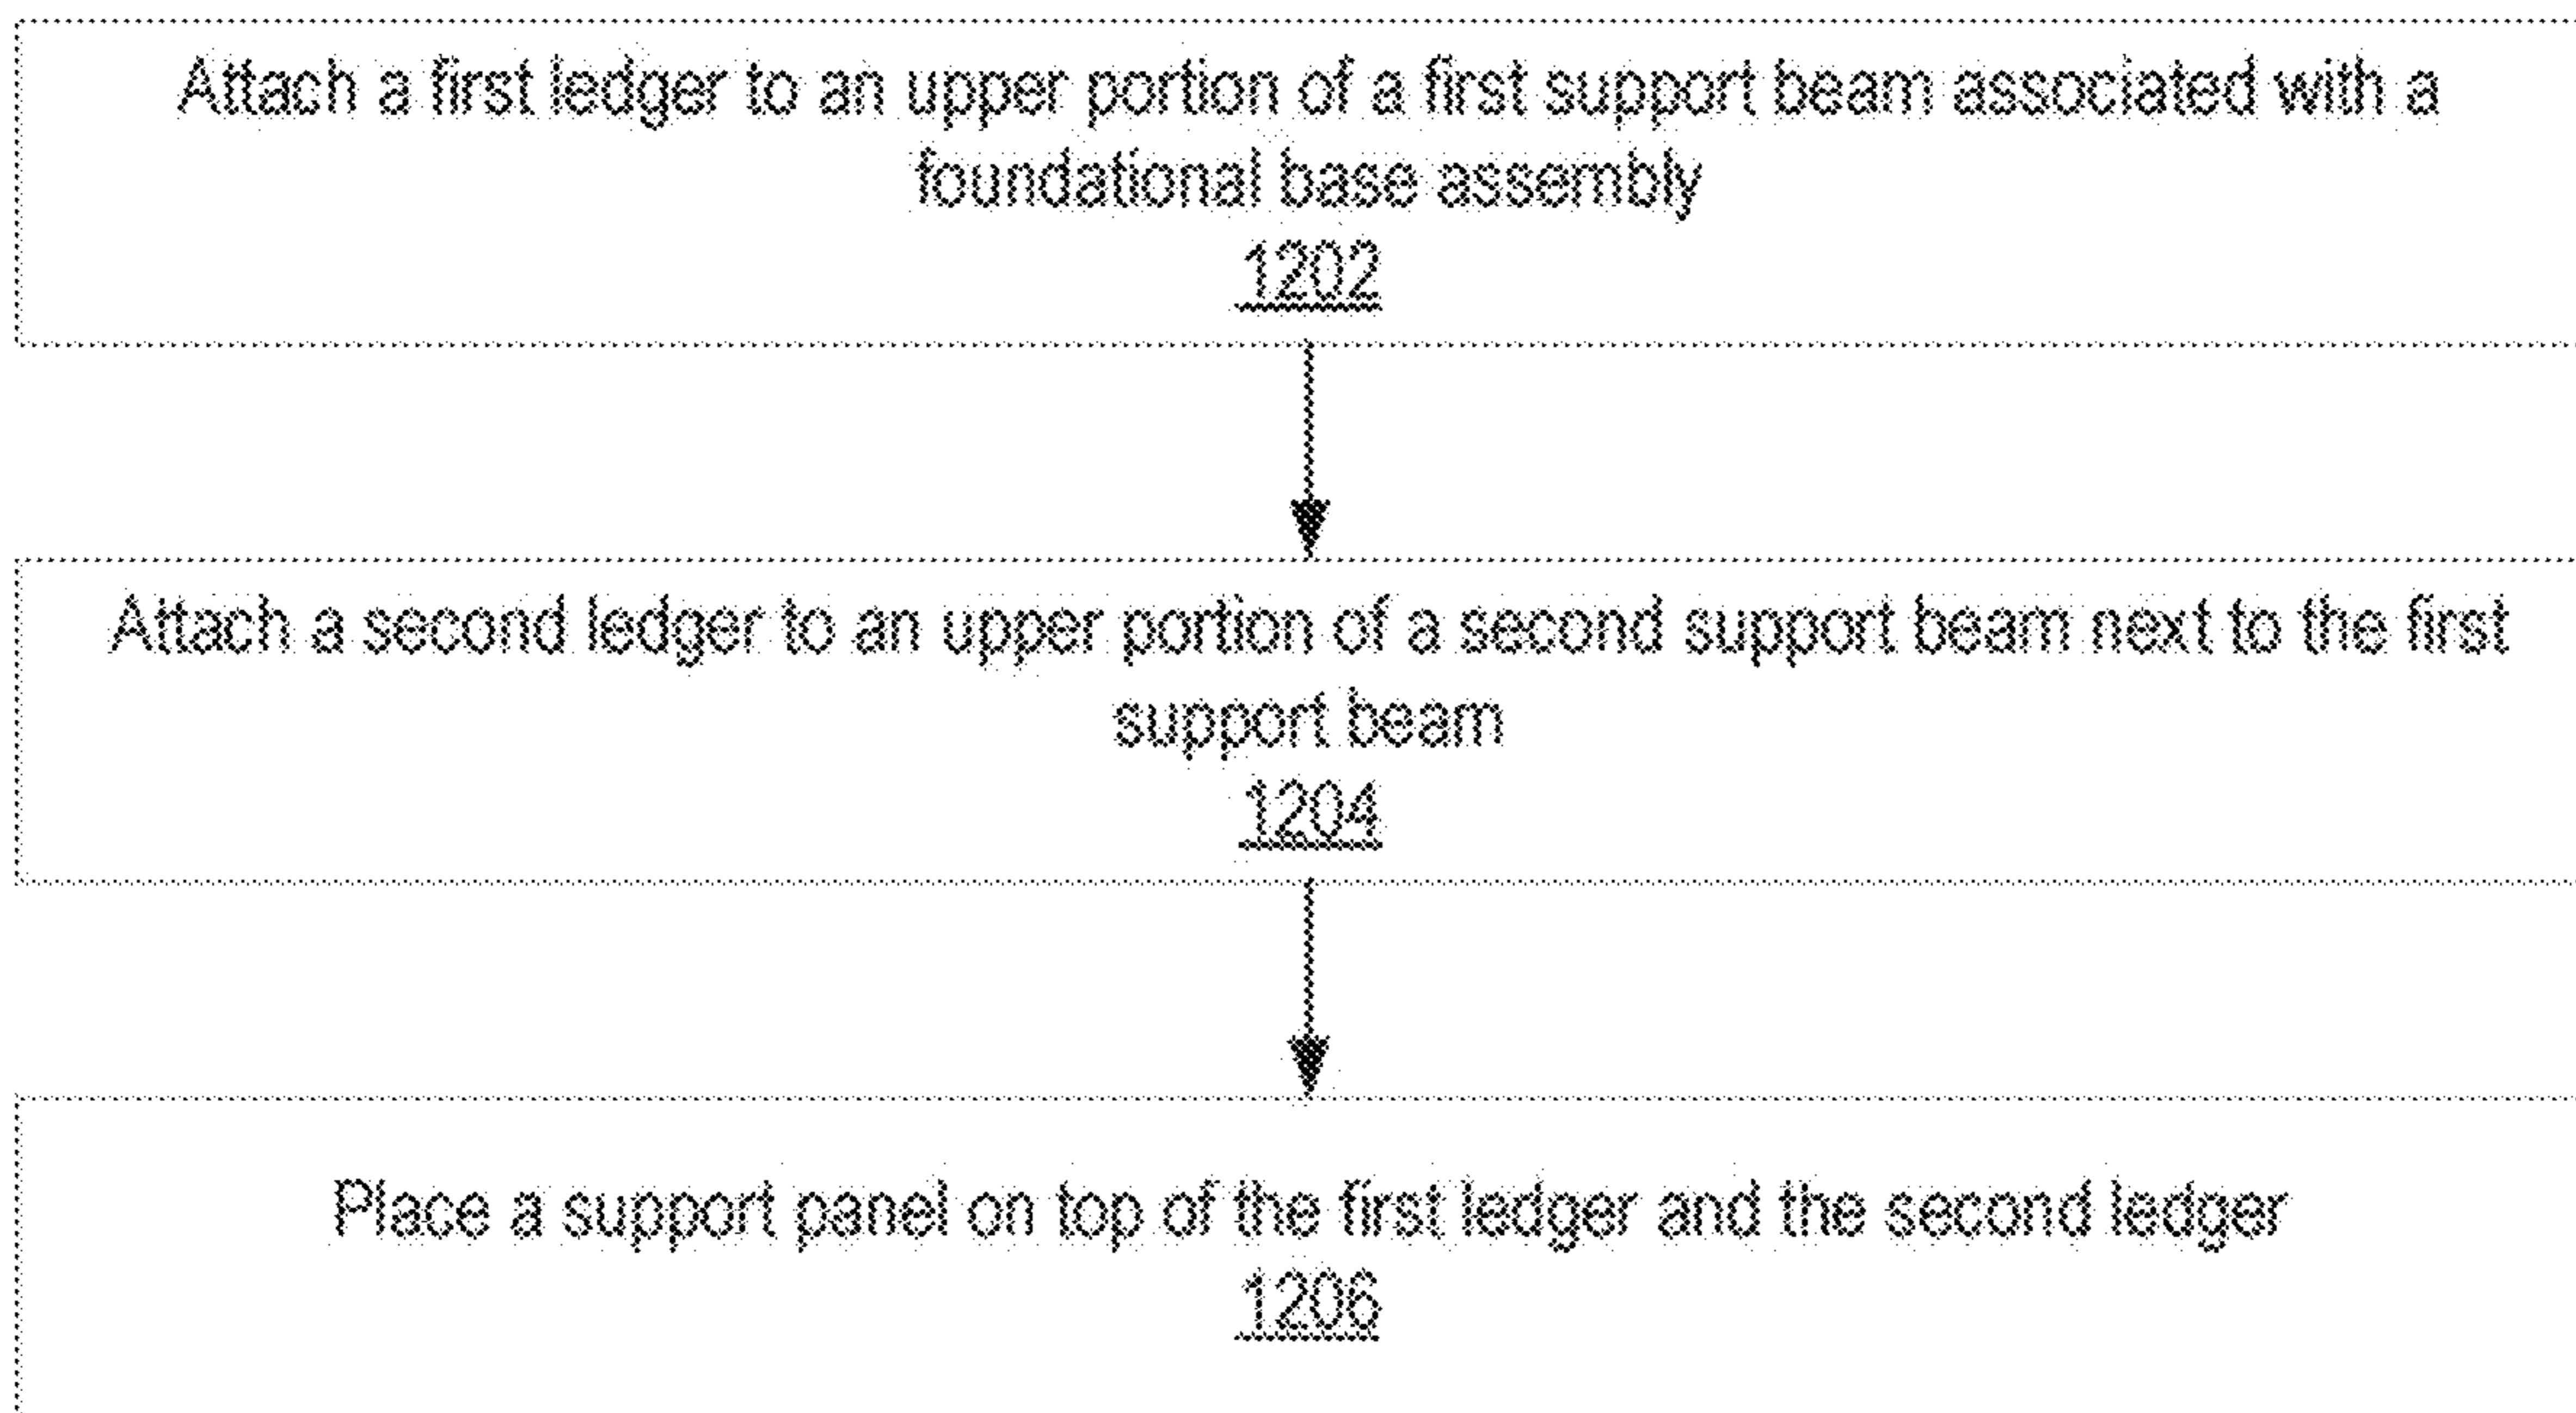 Attach a first ledger to an upper portion of a first support beam associated with a
foundational base assembly
1202
Attach a second ledger to an upper portion of a second support beam next to the first
support beam
1204
Place a support panel on top of the first ledger and the second ledger
1206